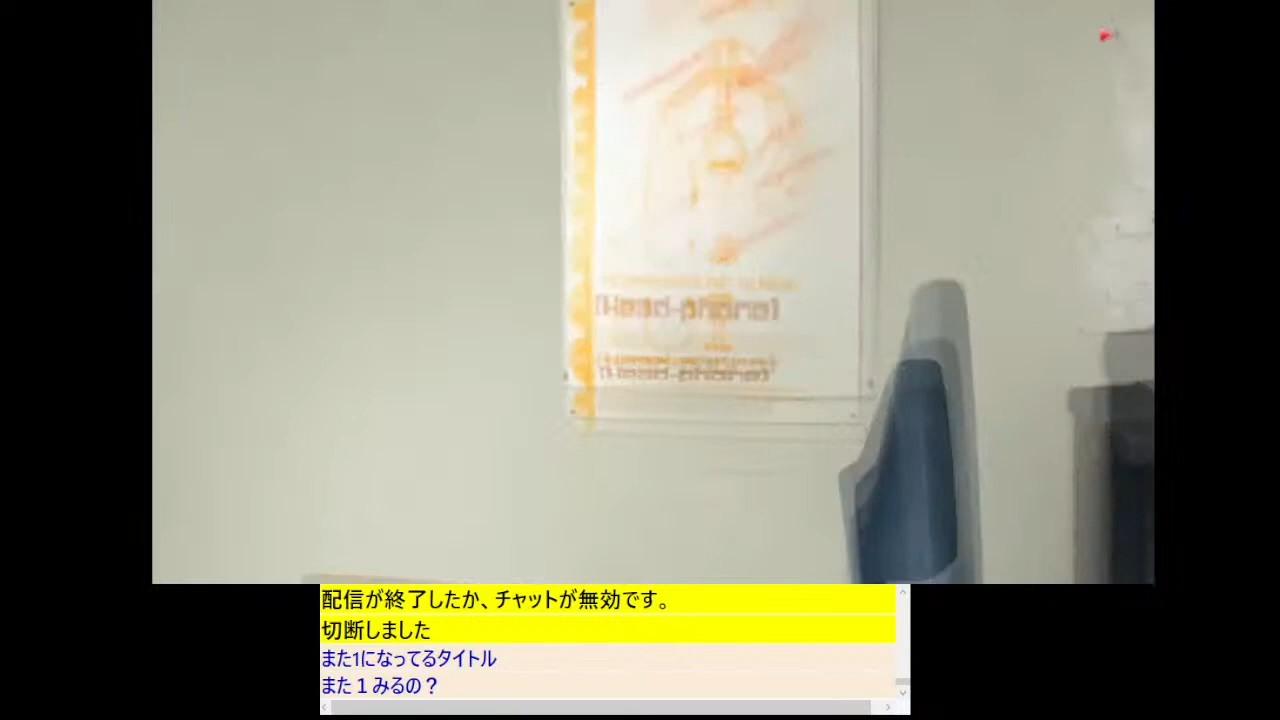 (Head-phone)
(Head-phone)
配信が終了したか、チャットが無効です。
切断しました
また1になってるタイトル
また１みるの？